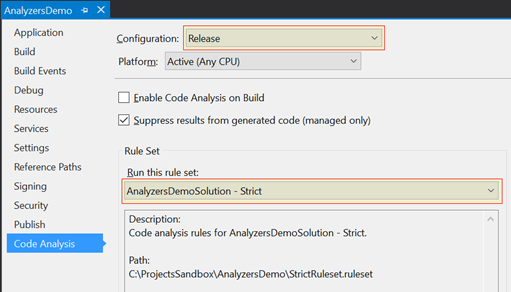 AnalyzersDemo
Application
Build
Build Events
Debug
Resources
Services
Settings
Reference Paths
Signing
Security
Publish
Code Analysis
Configuration: Release
Platform: Active (Any CPU)
Enable Code Analysis on Build
Suppress results from generated code (managed only)
Rule Set
Run this rule set:
AnalyzersDemoSolution - Strict
Description:
Code analysis rules for AnalyzersDemoSolution - Strict.
Path:
C:\ProjectsSandbox\AnalyzersDemo\StrictRuleset.ruleset